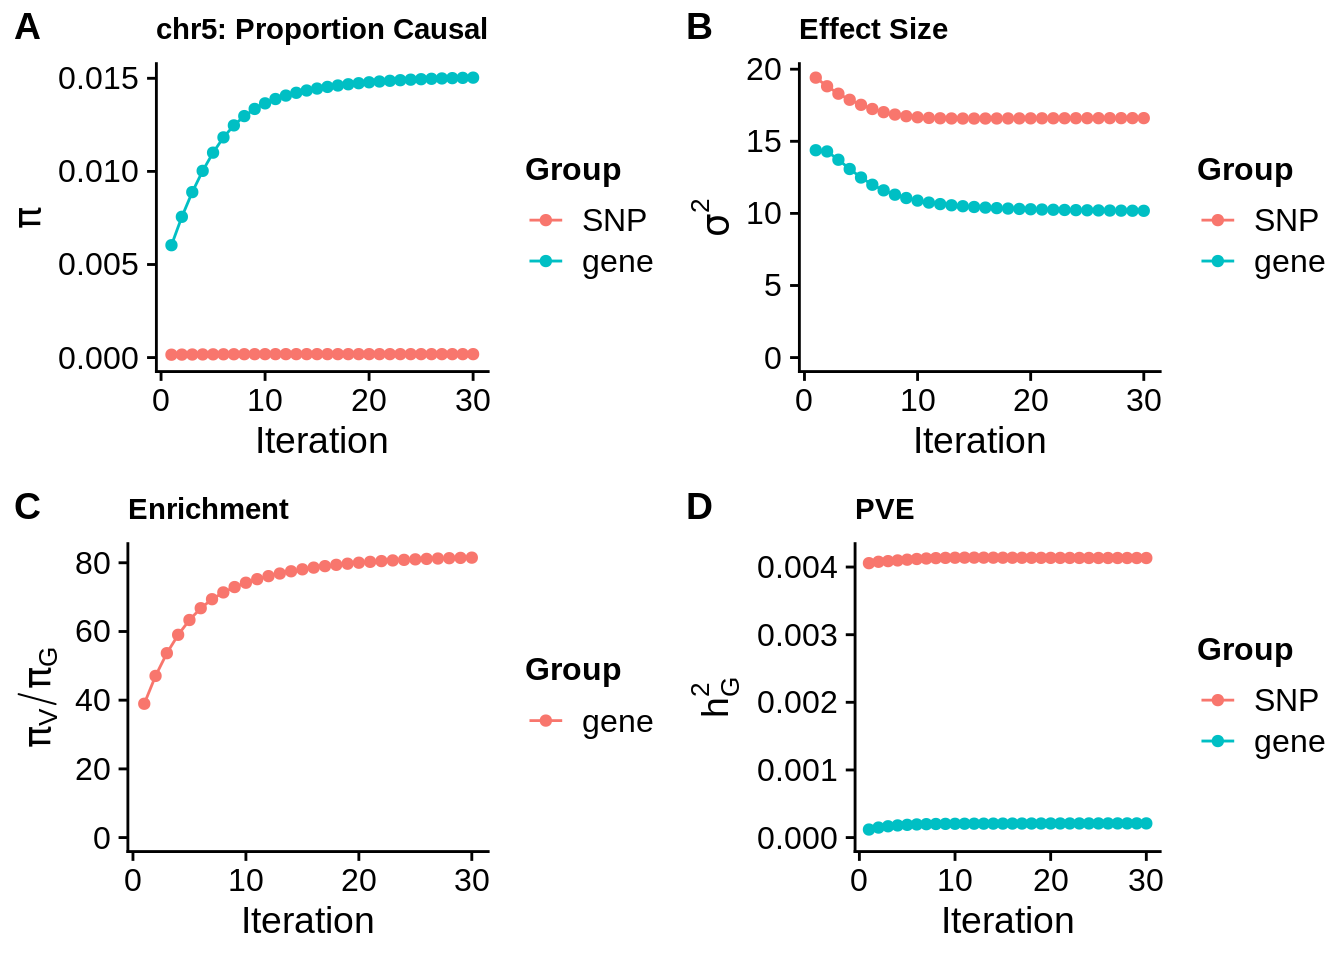 A
chr5: Proportion Causal
π
0.015
0.010
0.005
0.000
0 10 20 30
Iteration
Group
SNP
gene
B
Effect Size
σ²
20
15
10
5
0
0 10 20 30
Iteration
Group
SNP
gene
C
Enrichment
πV/πG
80
60
40
20
0
0 10 20 30
Iteration
Group
gene
D
PVE
h²G
0.004
0.003
0.002
0.001
0.000
0 10 20 30
Iteration
Group
SNP
gene